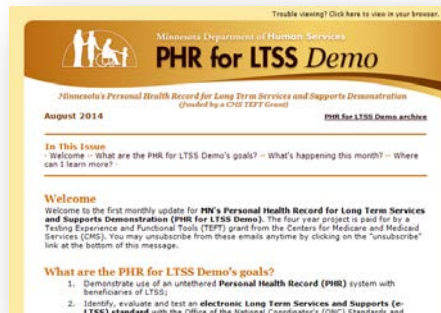 Trouble viewing? Click here to view in your browser.
Minnesota Department of Human Services
PHR for LTSS Demo
Minnesota's Personal Health Record for Long Term Services and Supports Demonstration
(funded by a CMS TEFT Grant)
August 2014
PHR for LTSS Demo archive
In This Issue
· Welcome -- What are the PHR for LTSS Demo's goals? -- What's happening this month? -- Where
can I learn more? ·
Welcome
Welcome to the first monthly update for MN's Personal Health Record for Long Term Services
and Supports Demonstration (PHR for LTSS Demo). The four year project is paid for by a
Testing Experience and Functional Tools (TEFT) grant from the Centers for Medicare and Medicaid
Services (CMS). You may unsubscribe from these emails anytime by clicking on the "unsubscribe"
link at the bottom of this message.
What are the PHR for LTSS Demo's goals?
1. Demonstrate use of an untethered Personal Health Record (PHR) system with
beneficiaries of LTSS;
2. Identify, evaluate and test an electronic Long Term Services and Supports (e-
LTSS) standard with the Office of the National Coordinator's (ONC) Standards and